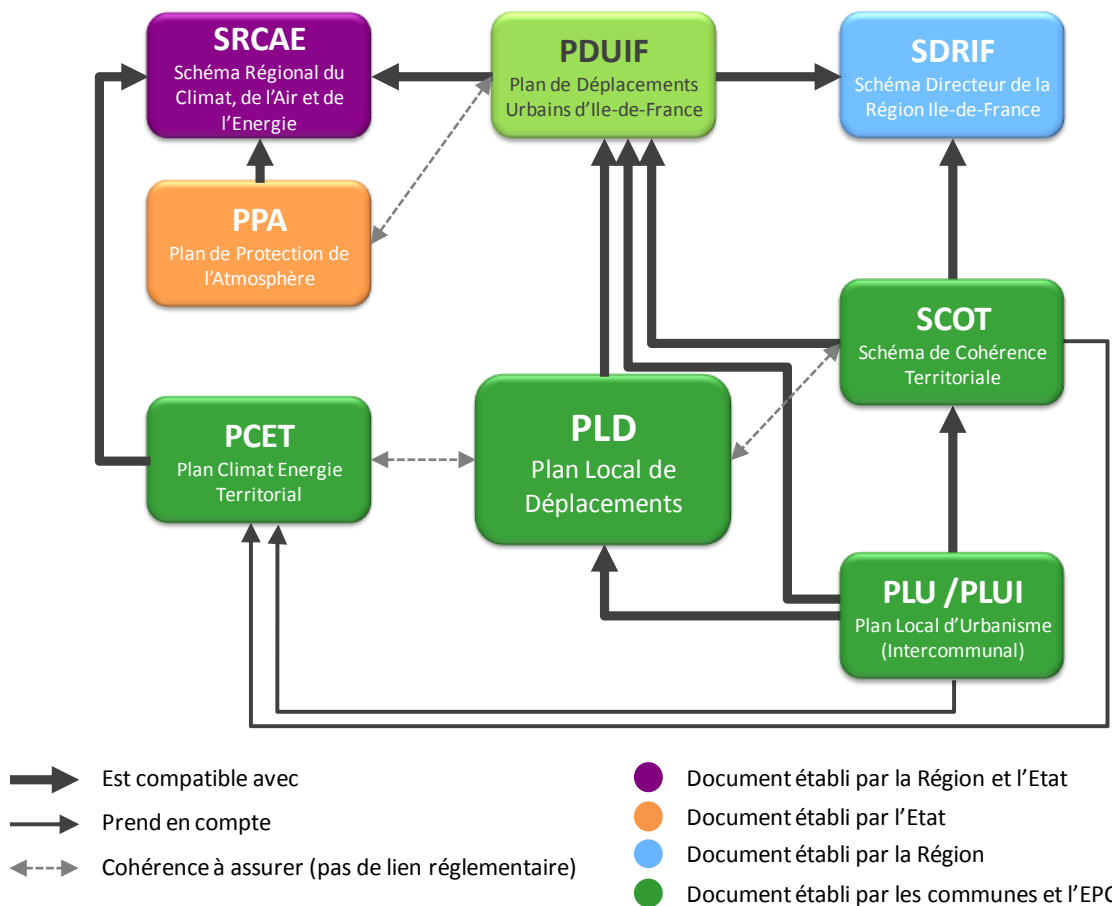 SRCAE
Schéma Régional du
Climat, de l'Air et de
l'Energie
PDUIF
Plan de Déplacements
Urbains d'Ile-de-France
SDRIF
Schéma Directeur de la
Région Ile-de-France
PPA
Plan de Protection de
l'Atmosphère
SCOT
Schéma de Cohérence
Territoriale
PCET
Plan Climat Energie
Territorial
PLD
Plan Local de
Déplacements
PLU /PLUI
Plan Local d'Urbanisme
(Intercommunal)
Est compatible avec
Prend en compte
Cohérence à assurer (pas de lien réglementaire)
Document établi par la Région et l'Etat
Document établi par l'Etat
Document établi par la Région
Document établi par les communes et l'EPC